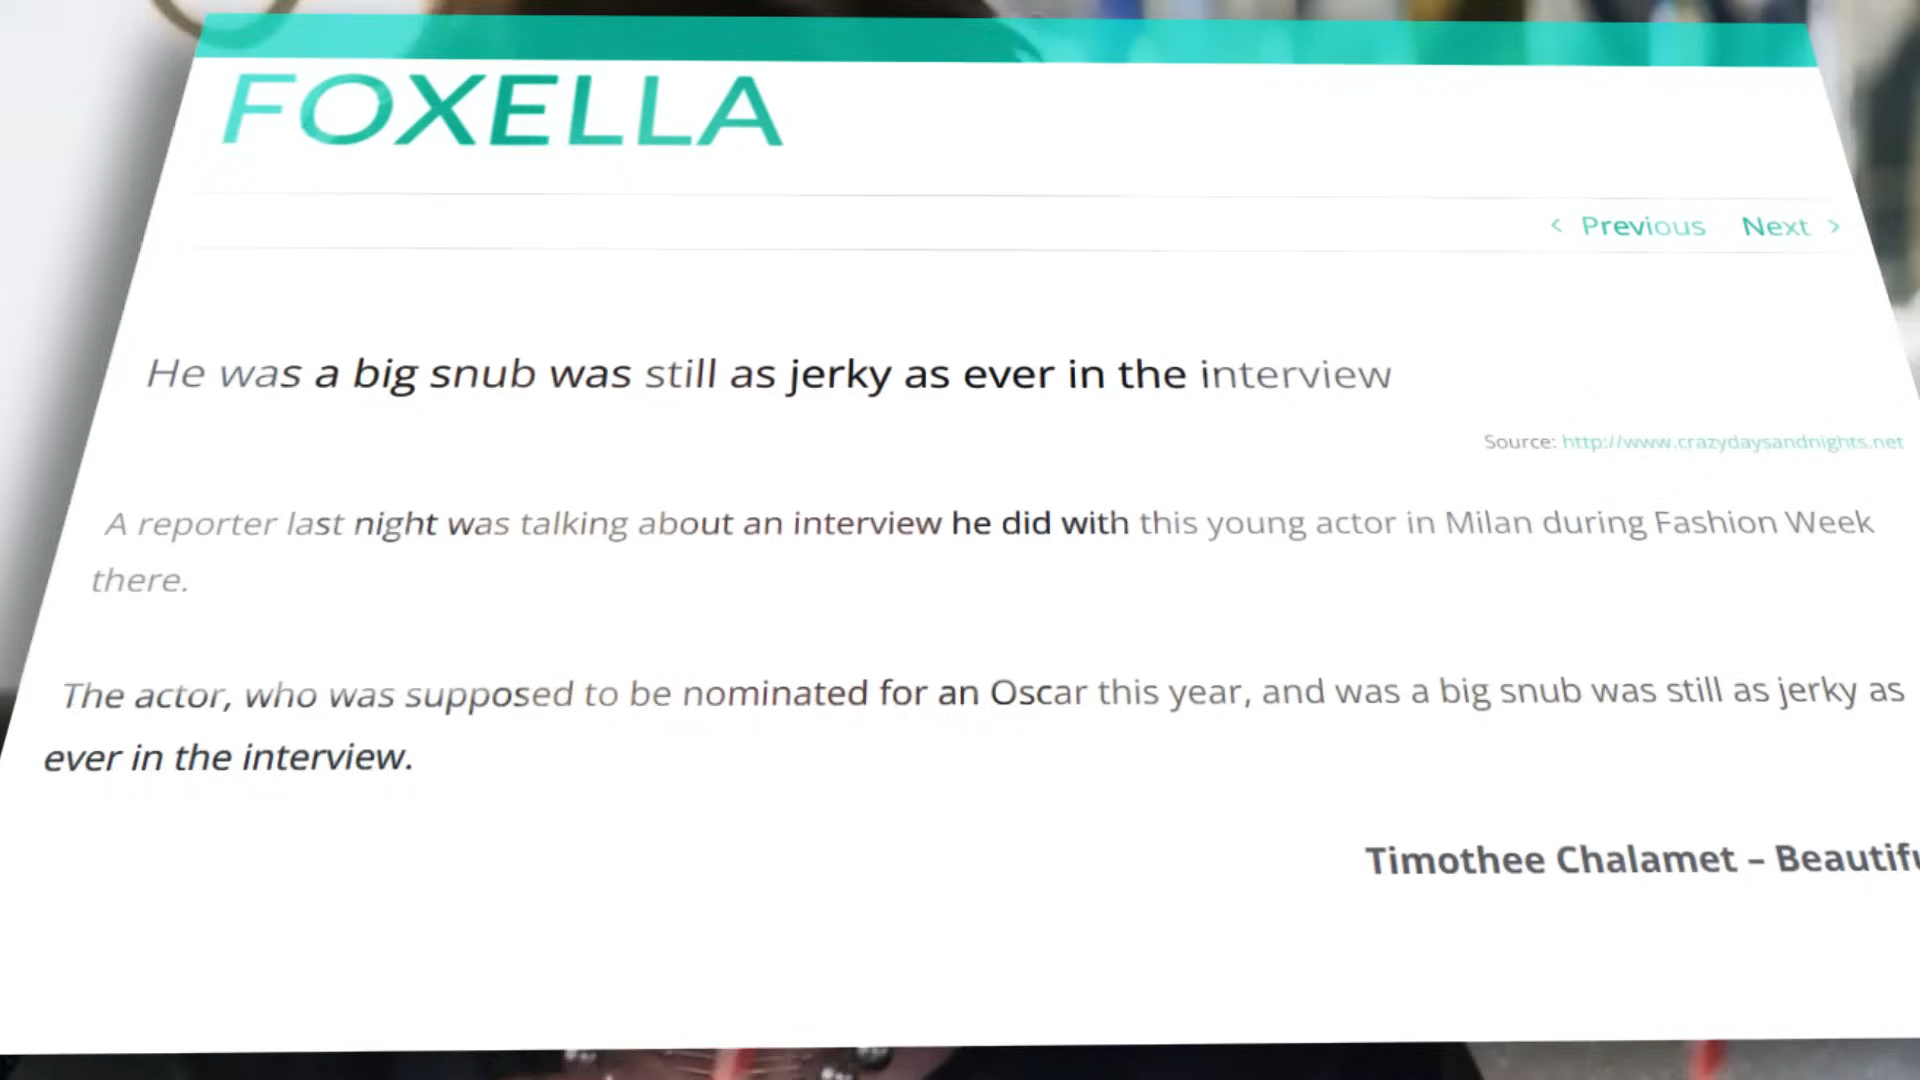 FOXELLA
< Previous Next >
He was a big snub was still as jerky as ever in the interview
Source: http://www.crazydaysandnights.net
A reporter last night was talking about an interview he did with this young actor in Milan during Fashion Week
there.
The actor, who was supposed to be nominated for an Oscar this year, and was a big snub was still as jerky as
ever in the interview.
Timothee Chalamet – Beautifu